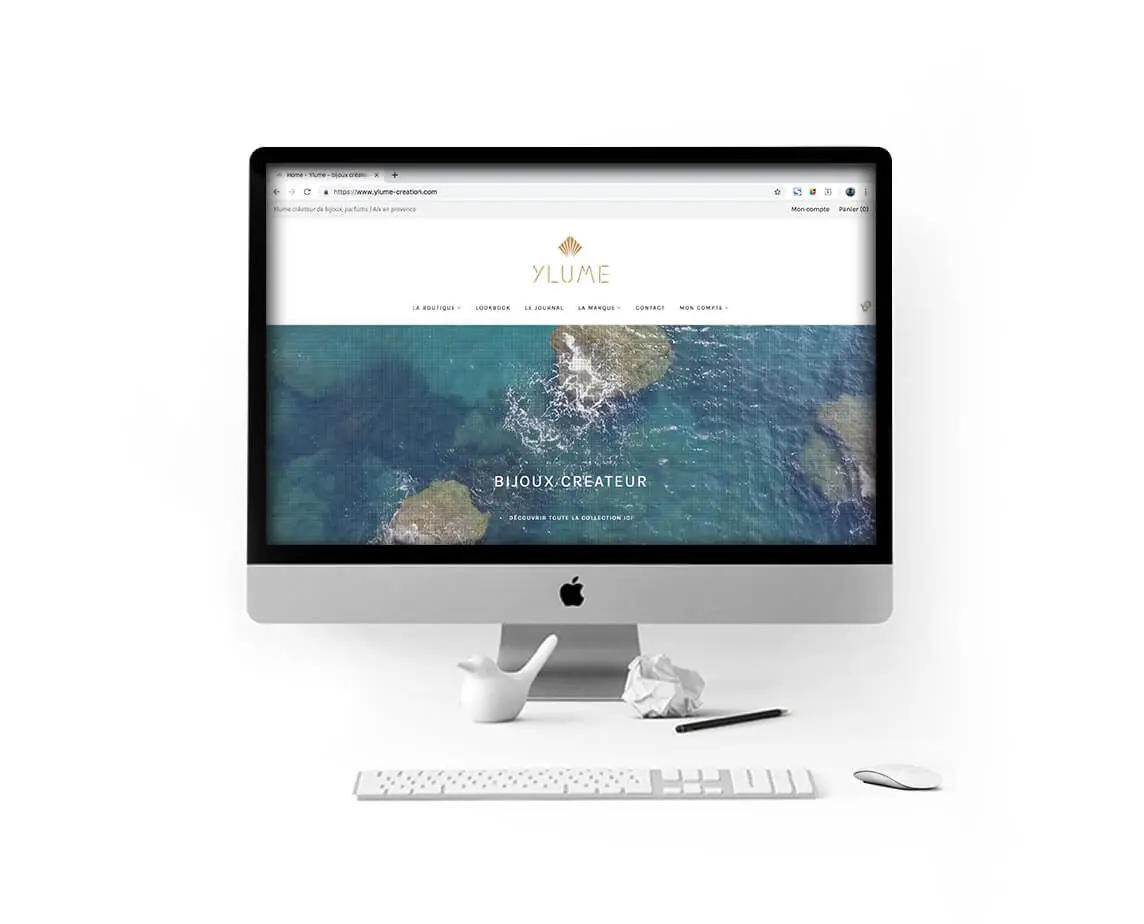 Home - Ylume - bijoux créate
https://www.ylume-creation.com
Ylume créateur de bijoux, parfums / Aix en provence Mon compte Panier (0)
YLUME
LA BOUTIQUE LOOKBOOK LE JOURNAL LA MARQUE CONTACT MON COMPTE
BIJOUX CREATEUR
DÉCOUVRIR TOUTE LA COLLECTION ICI